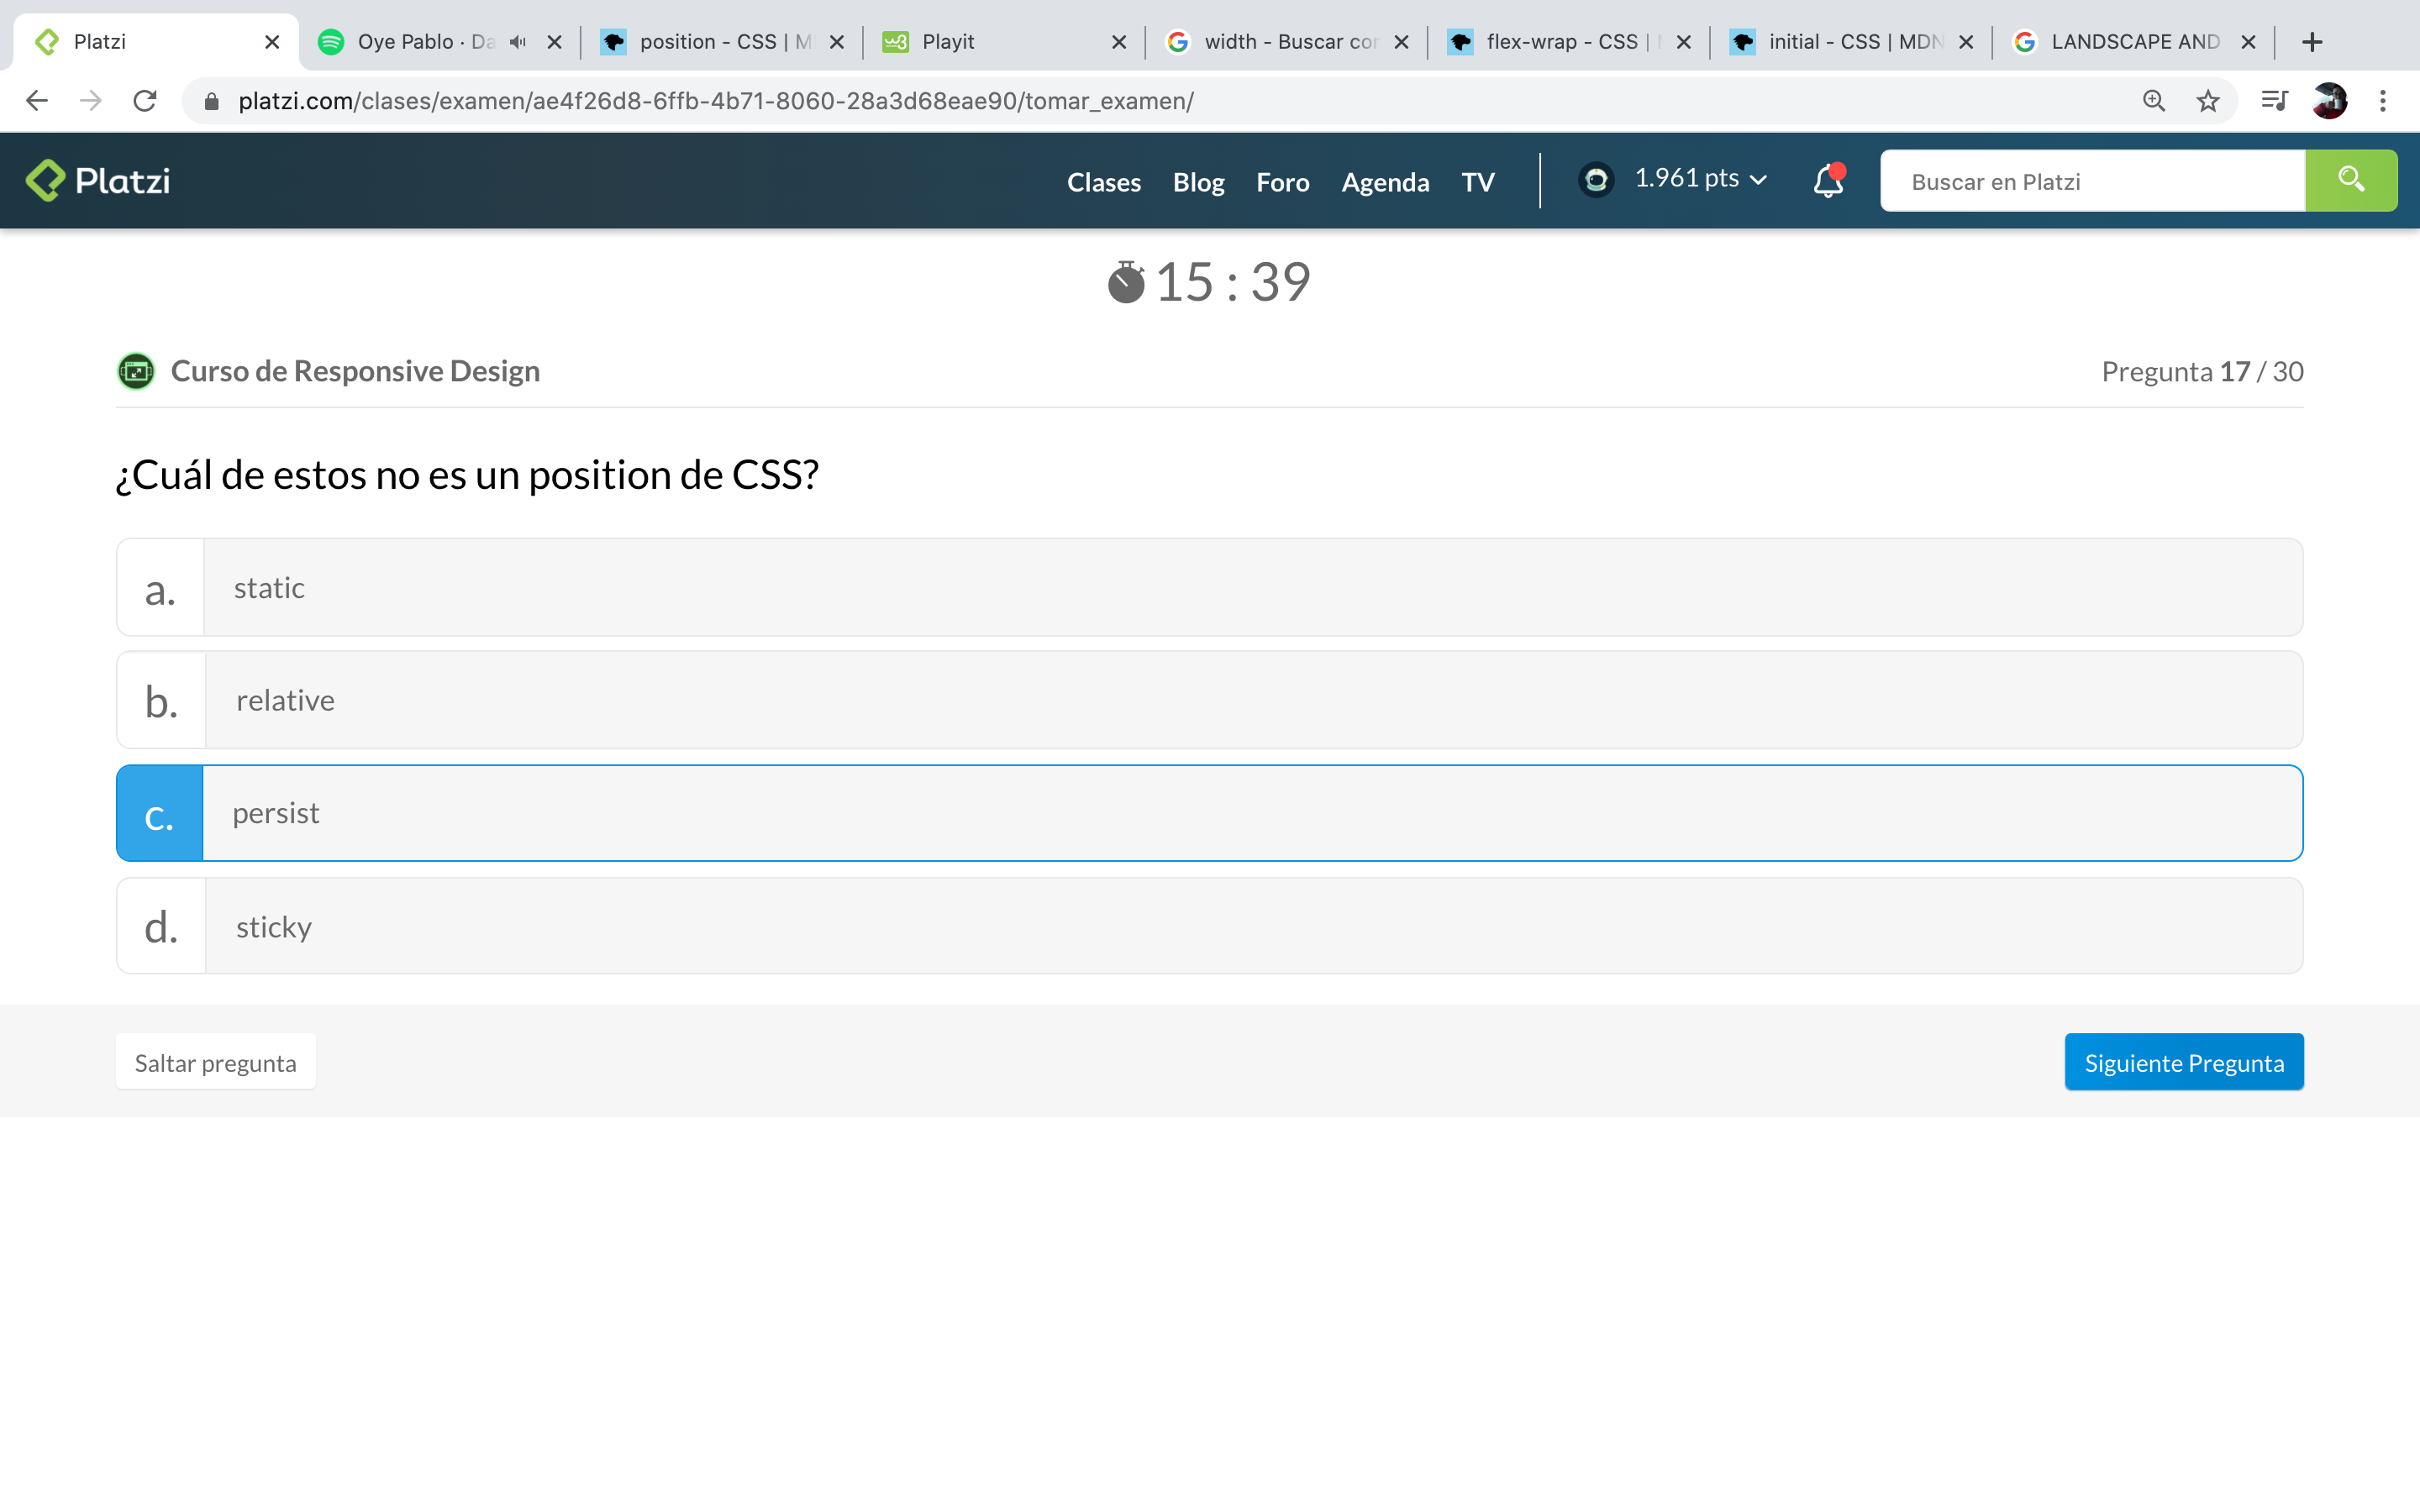 Platzi
Oye Pablo · Da
position - CSS | M
Playit
width - Buscar con
flex-wrap - CSS |
initial - CSS | MDN
LANDSCAPE AND
platzi.com/clases/examen/ae4f26d8-6ffb-4b71-8060-28a3d68eae90/tomar_examen/
Platzi
Clases
Blog
Foro
Agenda
TV
1.961 pts
Buscar en Platzi
15 : 39
Curso de Responsive Design
Pregunta 17 / 30
¿Cuál de estos no es un position de CSS?
a. static
b. relative
c. persist
d. sticky
Saltar pregunta
Siguiente Pregunta